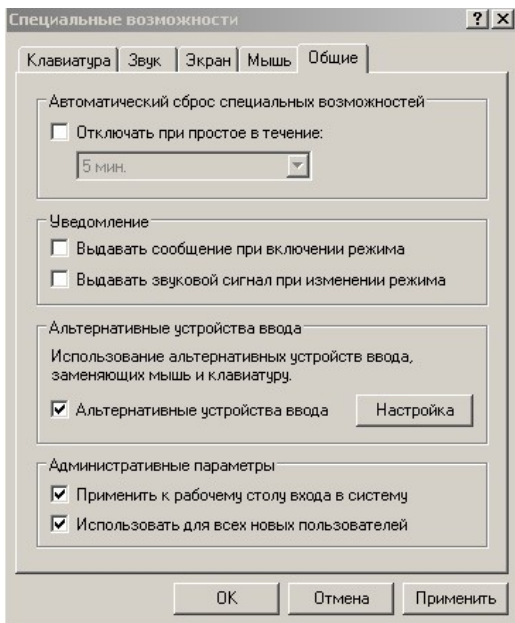 Специальные возможности
Клавиатура Звук Экран Мышь Общие
Автоматический сброс специальных возможностей
Отключать при простое в течение:
5 мин.
Уведомление
Выдавать сообщение при включении режима
Выдавать звуковой сигнал при изменении режима
Альтернативные устройства ввода
Использование альтернативных устройств ввода,
заменяющих мышь и клавиатуру.
Альтернативные устройства ввода Настройка
Административные параметры
Применить к рабочему столу входа в систему
Использовать для всех новых пользователей
OK Отмена Применить